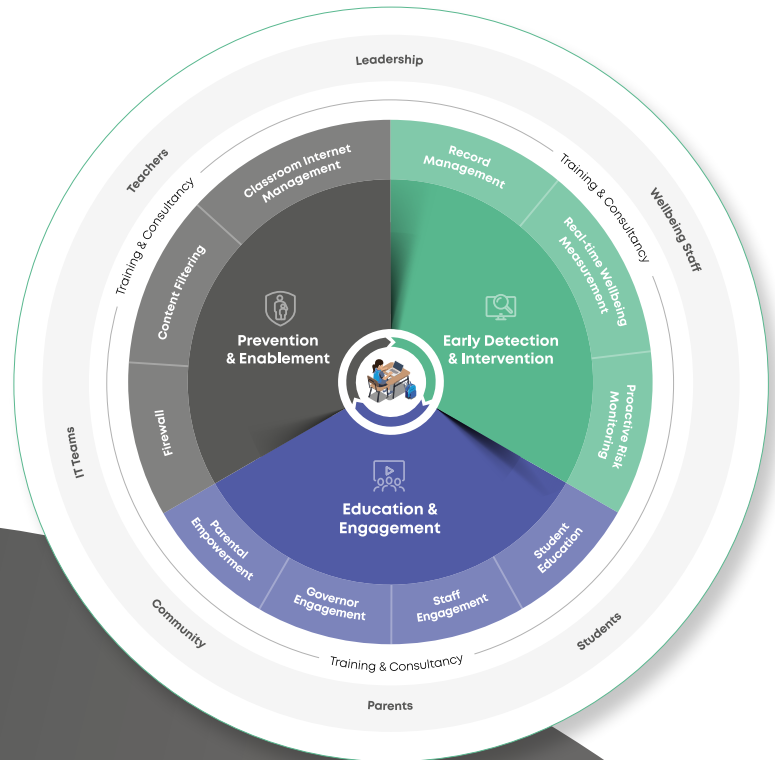 Leadership
Teachers
Wellbeing Staff
IT Teams
Community
Students
Parents
Training & Consultancy
Training & Consultancy
Training & Consultancy
Classroom Internet
Management
Content Filtering
Firewall
Record
Management
Real-time Wellbeing
Measurement
Proactive Risk
Monitoring
Prevention
& Enablement
Early Detection
& Intervention
Education &
Engagement
Parental
Empowerment
Governor
Engagement
Staff
Engagement
Student
Education